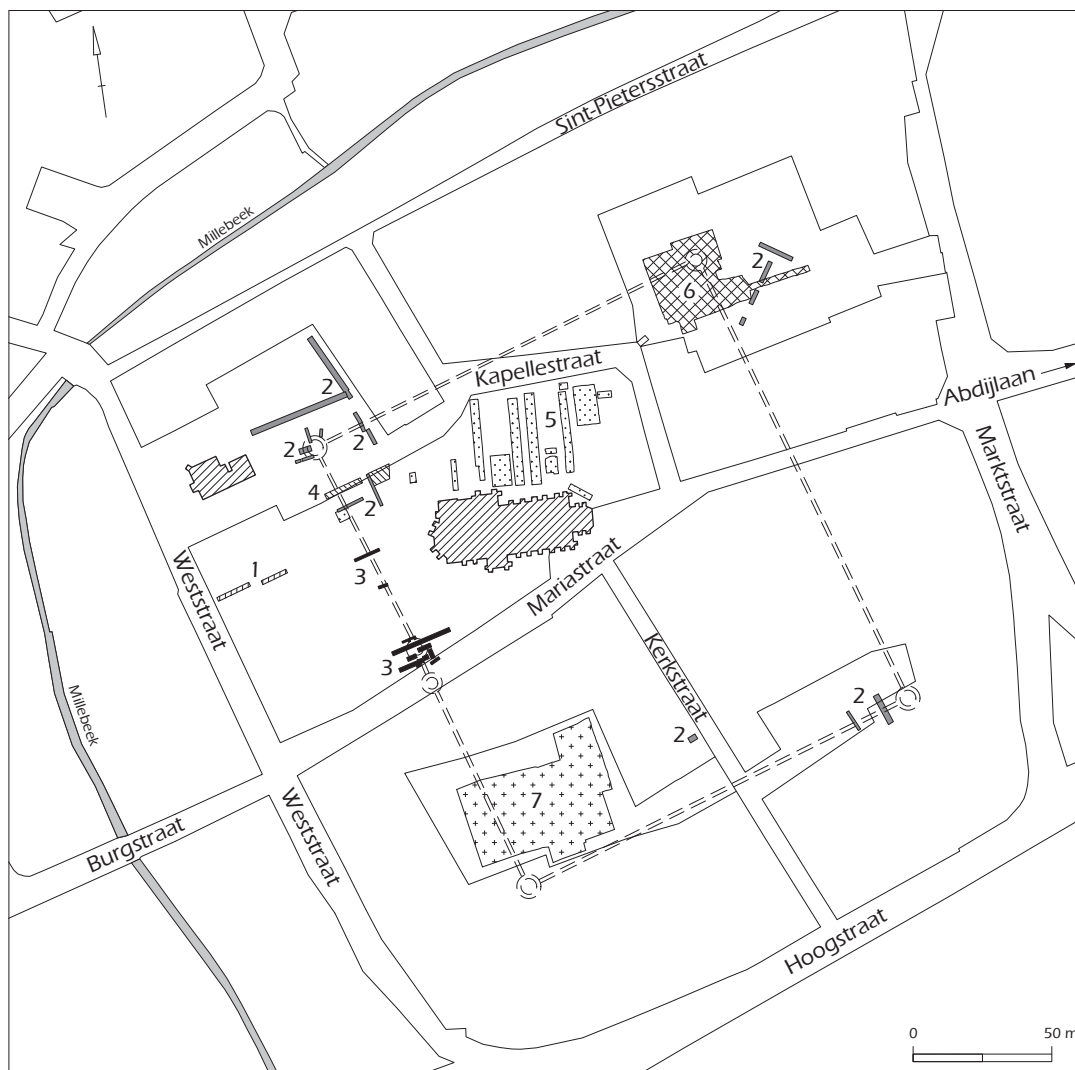 Sint-Pietersstraat
Millebeek
2
6
Kapellestraat
Abdijlaan
2
5
2
2
Marktstraat
4
2
1
Weststraat
3
Mariastraat
3
Kerkstraat
Millebeek
2
2
7
Weststraat
Burgstraat
Hoogstraat
0 50 m